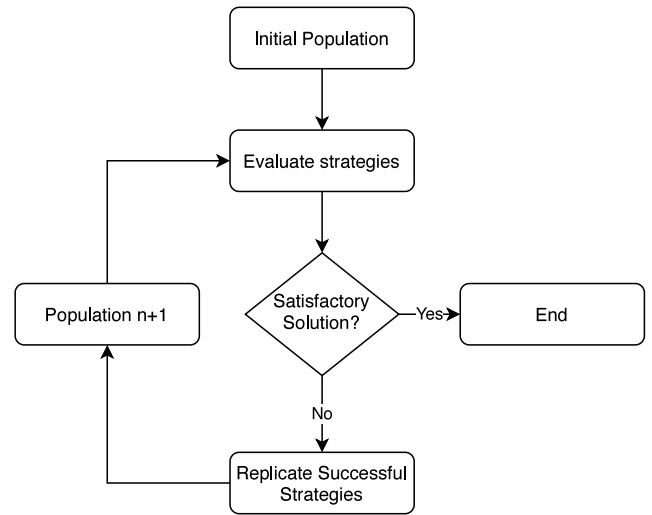 Initial Population
Evaluate strategies
Satisfactory
Solution?
Yes
End
Population n+1
No
Replicate Successful
Strategies